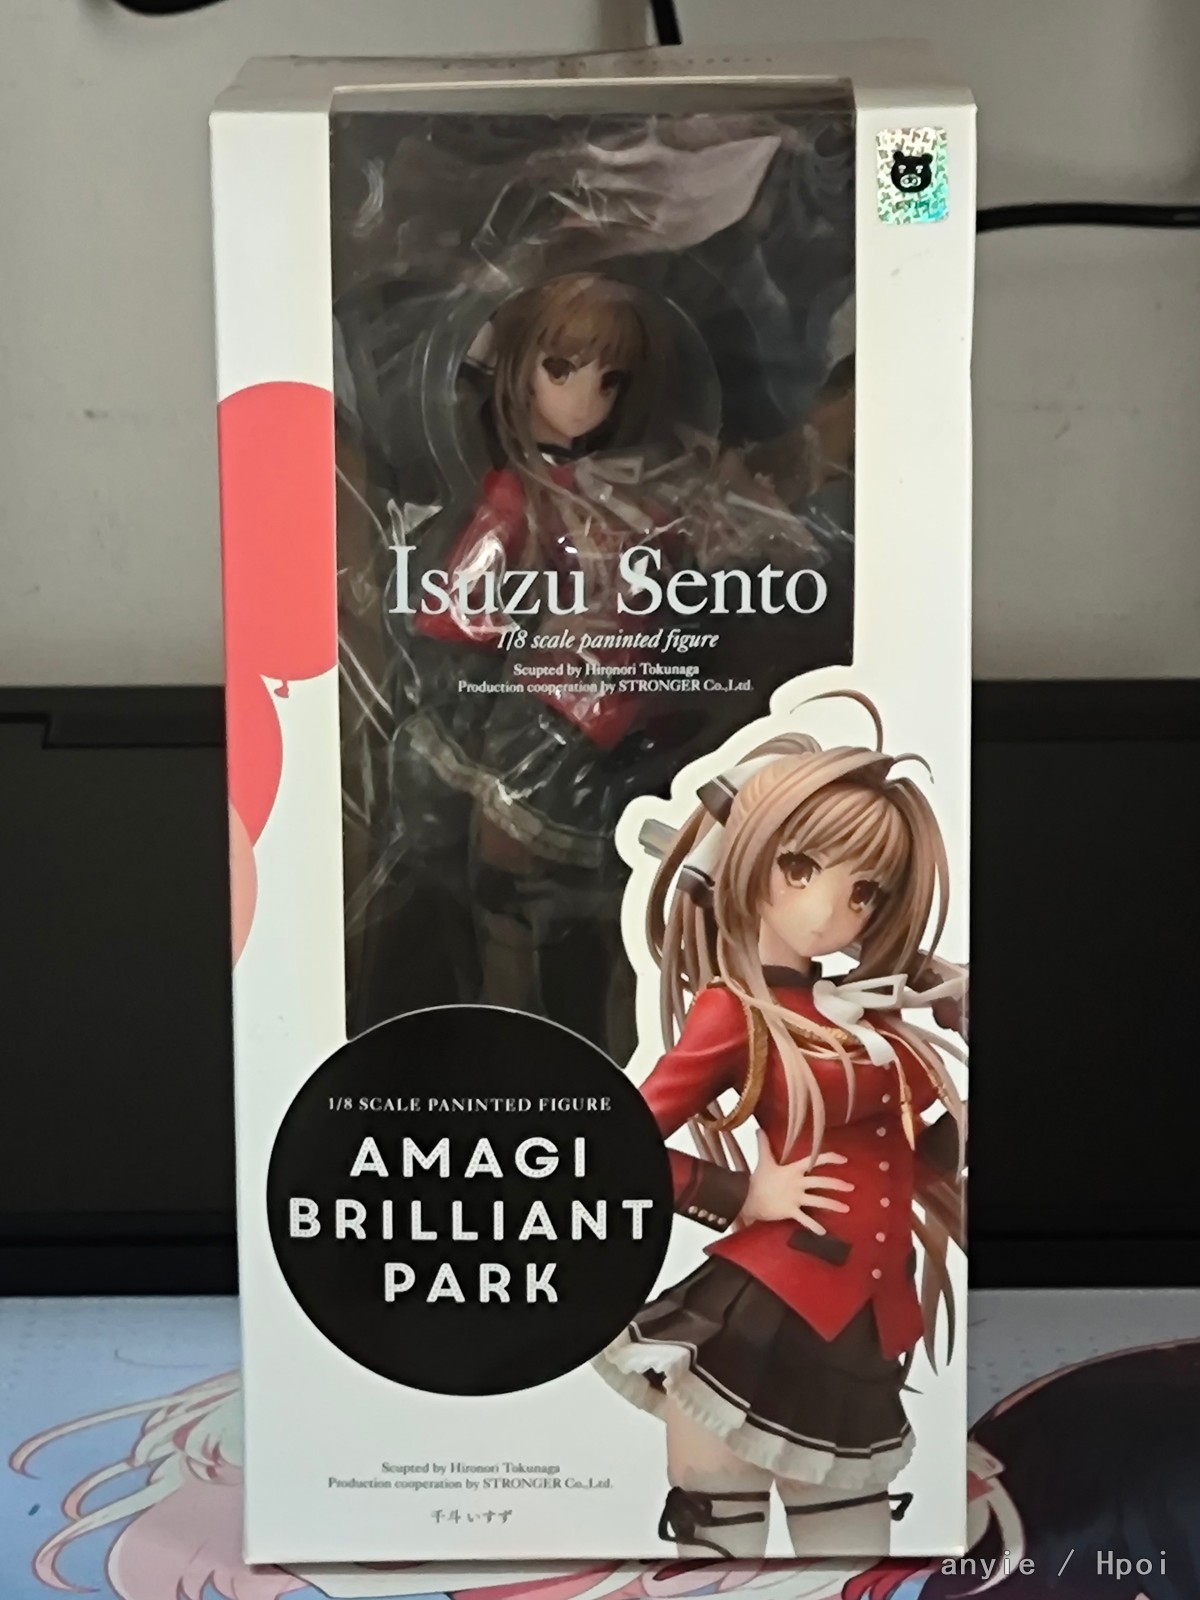 Isuzu Sento
1/8 scale paninted figure
Scupted by Hironori Tokunaga
Production cooperation by STRONGER Co.,Ltd.
1/8 SCALE PANINTED FIGURE
AMAGI
BRILLIANT
PARK
Scupted by Hironori Tokunaga
Production cooperation by STRONGER Co.,Ltd.
千斗 いすず
anyie / Hpoi